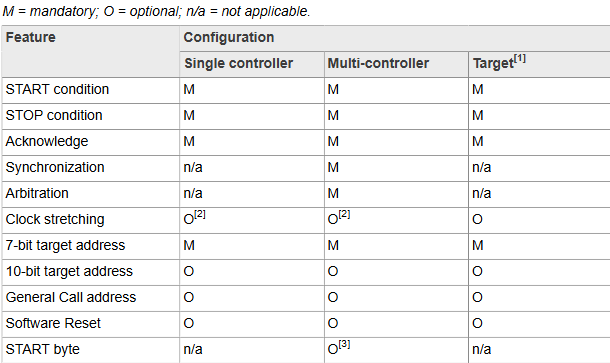 M = mandatory; O = optional; n/a = not applicable.
Feature Configuration
Single controller Multi-controller Target[1]
START condition M M M
STOP condition M M M
Acknowledge M M M
Synchronization n/a M n/a
Arbitration n/a M n/a
Clock stretching O[2] O[2] O
7-bit target address M M M
10-bit target address O O O
General Call address O O O
Software Reset O O O
START byte n/a O[3] n/a